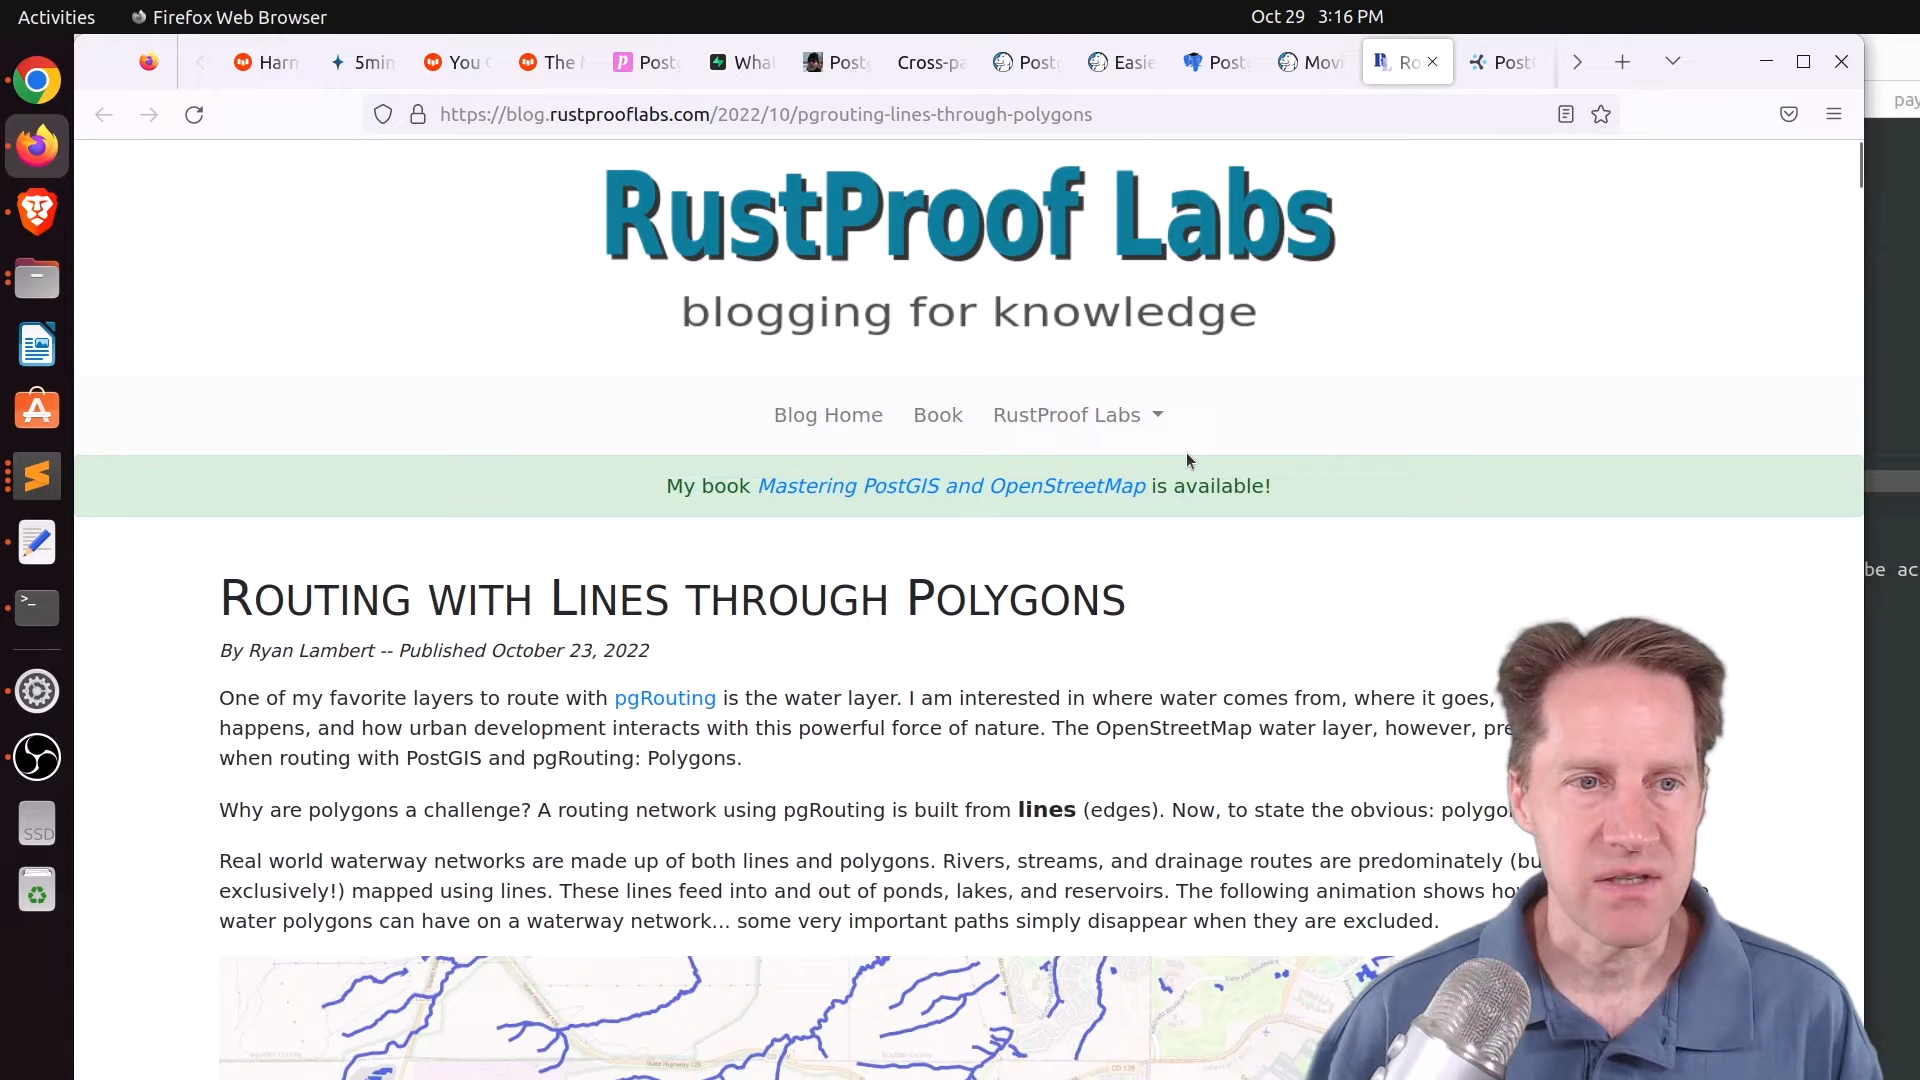 Activities Firefox Web Browser Oct 29 3:16 PM
Harn 5min You The Post Wha Post Cross-pa Post Easie Post Movi Ro Post
pay
https://blog.rustprooflabs.com/2022/10/pgrouting-lines-through-polygons
RustProof Labs
blogging for knowledge
Blog Home Book RustProof Labs
My book Mastering PostGIS and OpenStreetMap is available!
be ac
ROUTING WITH LINES THROUGH POLYGONS
By Ryan Lambert -- Published October 23, 2022
One of my favorite layers to route with pgRouting is the water layer. I am interested in where water comes from, where it goes,
happens, and how urban development interacts with this powerful force of nature. The OpenStreetMap water layer, however, pre
when routing with PostGIS and pgRouting: Polygons.
Why are polygons a challenge? A routing network using pgRouting is built from lines (edges). Now, to state the obvious: polygo
Real world waterway networks are made up of both lines and polygons. Rivers, streams, and drainage routes are predominately (bu
exclusively!) mapped using lines. These lines feed into and out of ponds, lakes, and reservoirs. The following animation shows ho
water polygons can have on a waterway network... some very important paths simply disappear when they are excluded.
SSD